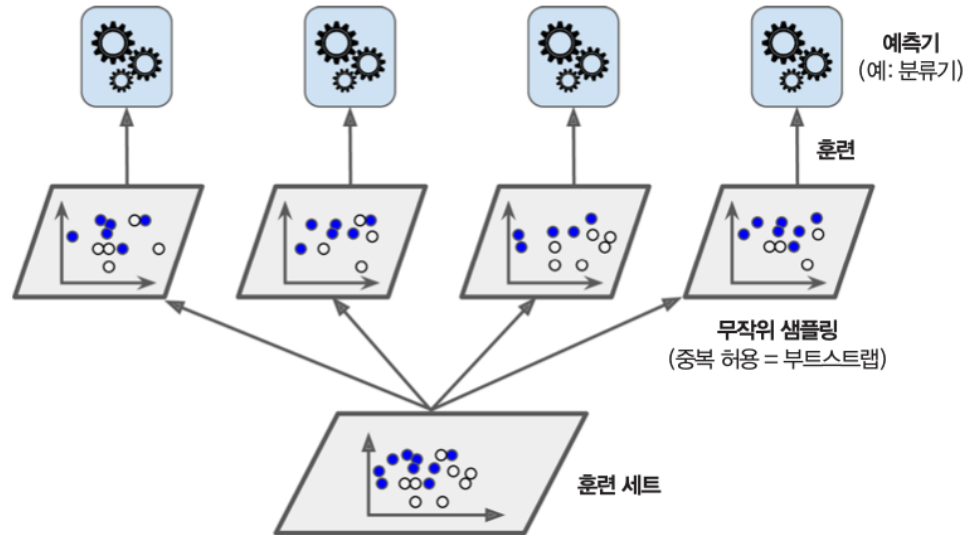 예측기
(예: 분류기)
훈련
무작위 샘플링
(중복 허용 = 부트스트랩)
훈련 세트